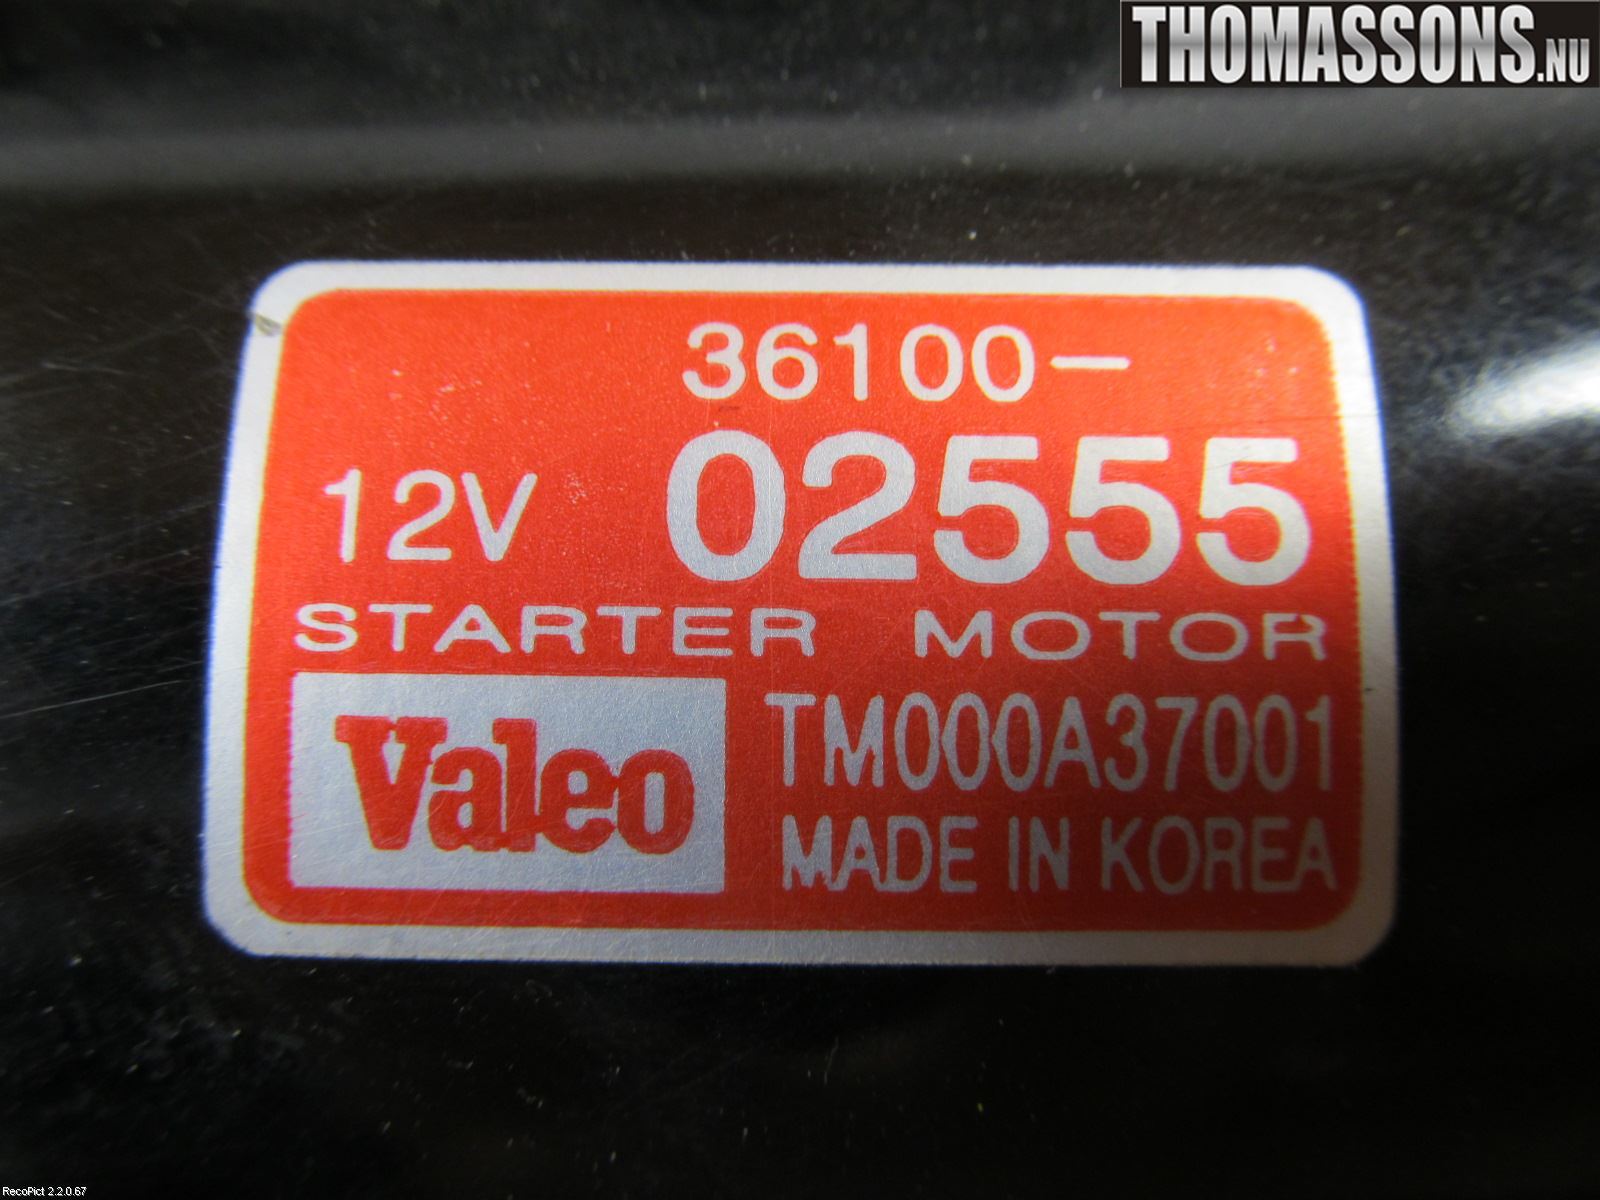 THOMASSONS.NU
36100-
12V 02555
STARTER MOTOR
Valeo TM000A37001
MADE IN KOREA
RecoPict 2.2.0.67